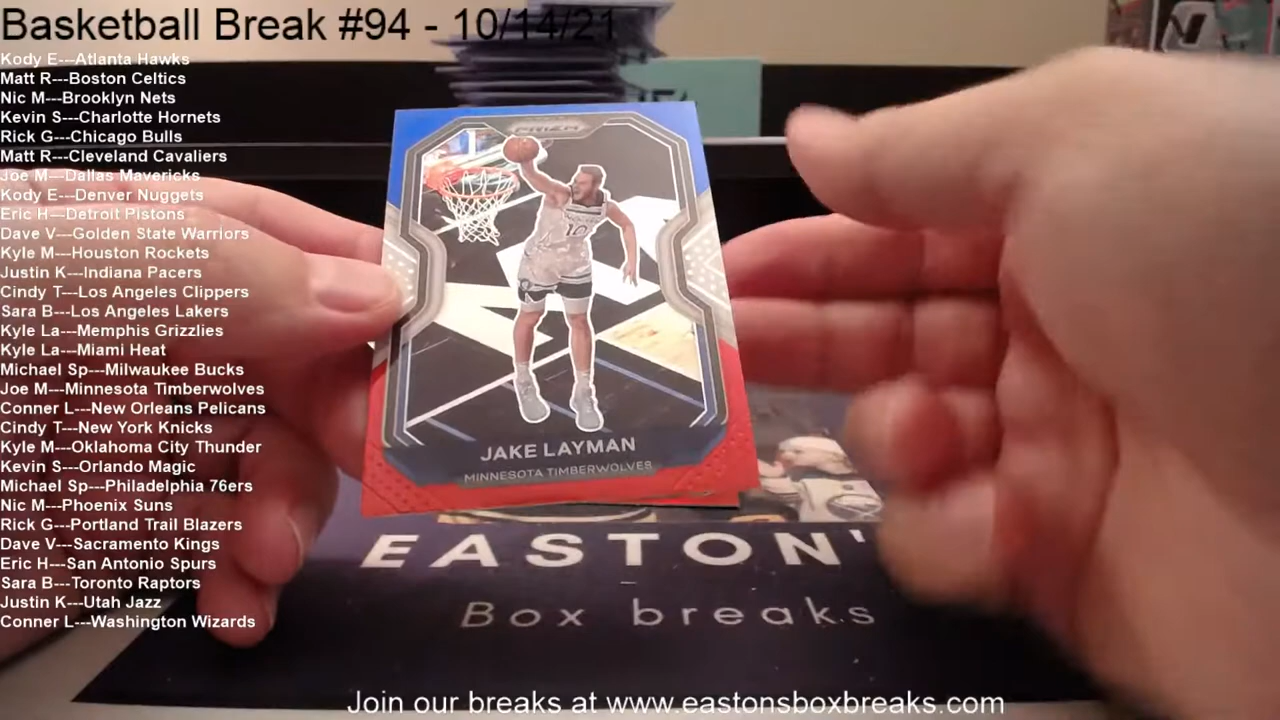 Basketball Break #94 - 10/14/21
Kody E---Atlanta Hawks
Matt R---Boston Celtics
Nic M---Brooklyn Nets
Kevin S---Charlotte Hornets
Rick G---Chicago Bulls
Matt R---Cleveland Cavaliers
Joe M---Dallas Mavericks
Kody E---Denver Nuggets
Eric H---Detroit Pistons
Dave V---Golden State Warriors
Kyle M---Houston Rockets
Justin K---Indiana Pacers
Cindy T---Los Angeles Clippers
Sara B---Los Angeles Lakers
Kyle La---Memphis Grizzlies
Kyle La---Miami Heat
Michael Sp---Milwaukee Bucks
Joe M---Minnesota Timberwolves
Conner L---New Orleans Pelicans
Cindy T---New York Knicks
Kyle M---Oklahoma City Thunder
Kevin S---Orlando Magic
Michael Sp---Philadelphia 76ers
Nic M---Phoenix Suns
Rick G---Portland Trail Blazers
Dave V---Sacramento Kings
Eric H---San Antonio Spurs
Sara B---Toronto Raptors
Justin K---Utah Jazz
Conner L---Washington Wizards
PRIZM
10
JAKE LAYMAN
MINNESOTA TIMBERWOLVES
EASTON'
Box breaks
Join our breaks at www.eastonsboxbreaks.com